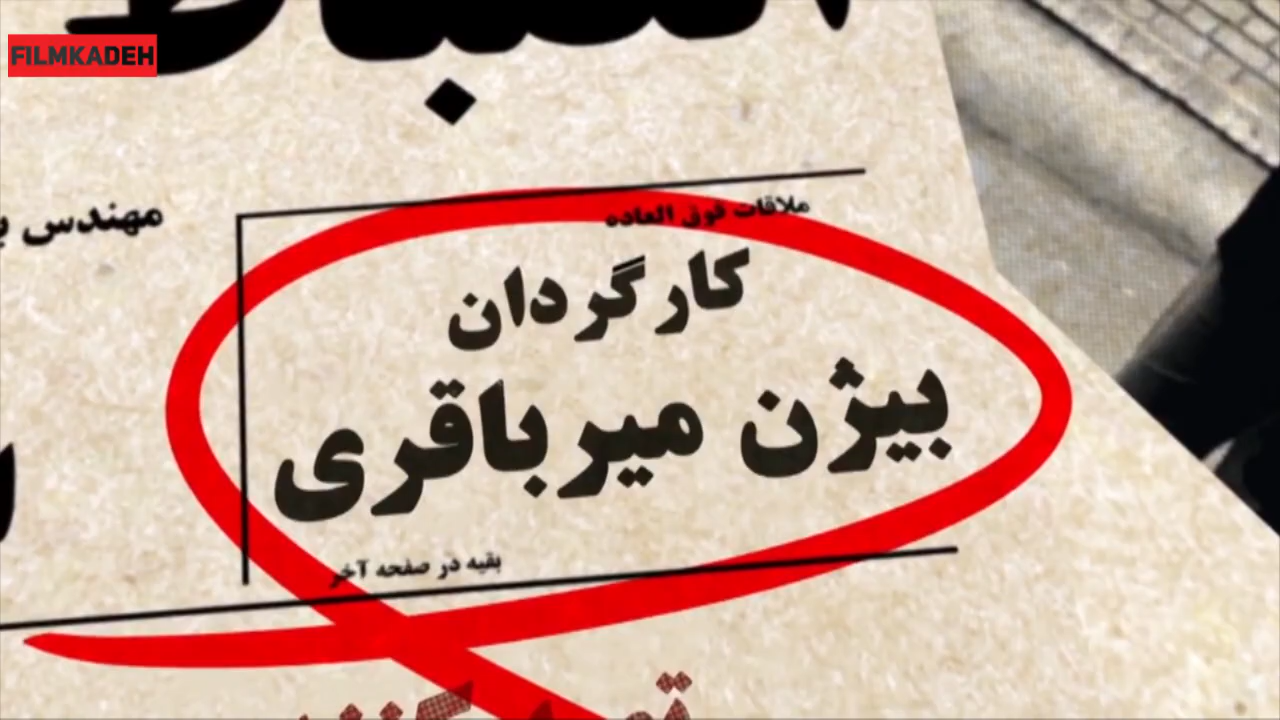 FILMKADEH
ملاقات فوق العاده
کارگردان
بیژن میرباقری
مهندس
بقیه در صفحه آخر